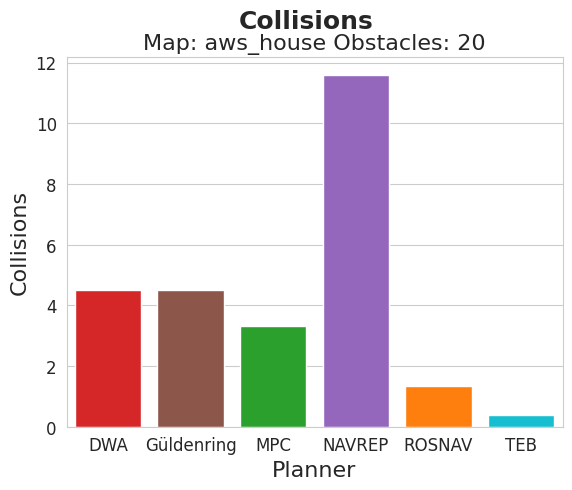 Collisions
Map: aws_house Obstacles: 20
12
10
8
6
4
2
0
Collisions
DWA Güldenring MPC NAVREP ROSNAV TEB
Planner